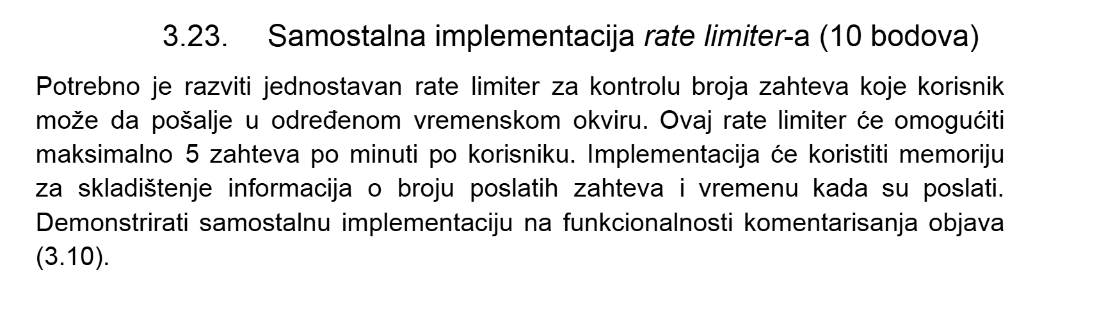 3.23. Samostalna implementacija rate limiter-a (10 bodova)
Potrebno je razviti jednostavan rate limiter za kontrolu broja zahteva koje korisnik
može da pošalje u određenom vremenskom okviru. Ovaj rate limiter će omogućiti
maksimalno 5 zahteva po minuti po korisniku. Implementacija će koristiti memoriju
za skladištenje informacija o broju poslatih zahteva i vremenu kada su poslati.
Demonstrirati samostalnu implementaciju na funkcionalnosti komentarisanja objava
(3.10).